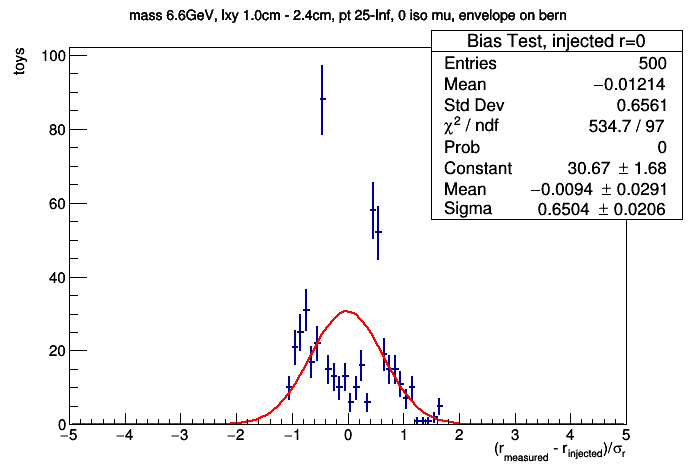 mass 6.6GeV, lxy 1.0cm - 2.4cm, pt 25-Inf, 0 iso mu, envelope on bern
Bias Test, injected r=0
Entries 500
Mean −0.01214
Std Dev 0.6561
χ² / ndf 534.7 / 97
Prob 0
Constant 30.67 ± 1.68
Mean −0.0094 ± 0.0291
Sigma 0.6504 ± 0.0206
toys
100
80
60
40
20
0
−5 −4 −3 −2 −1 0 1 2 3 4 5
(r_measured - r_injected)/σ_r